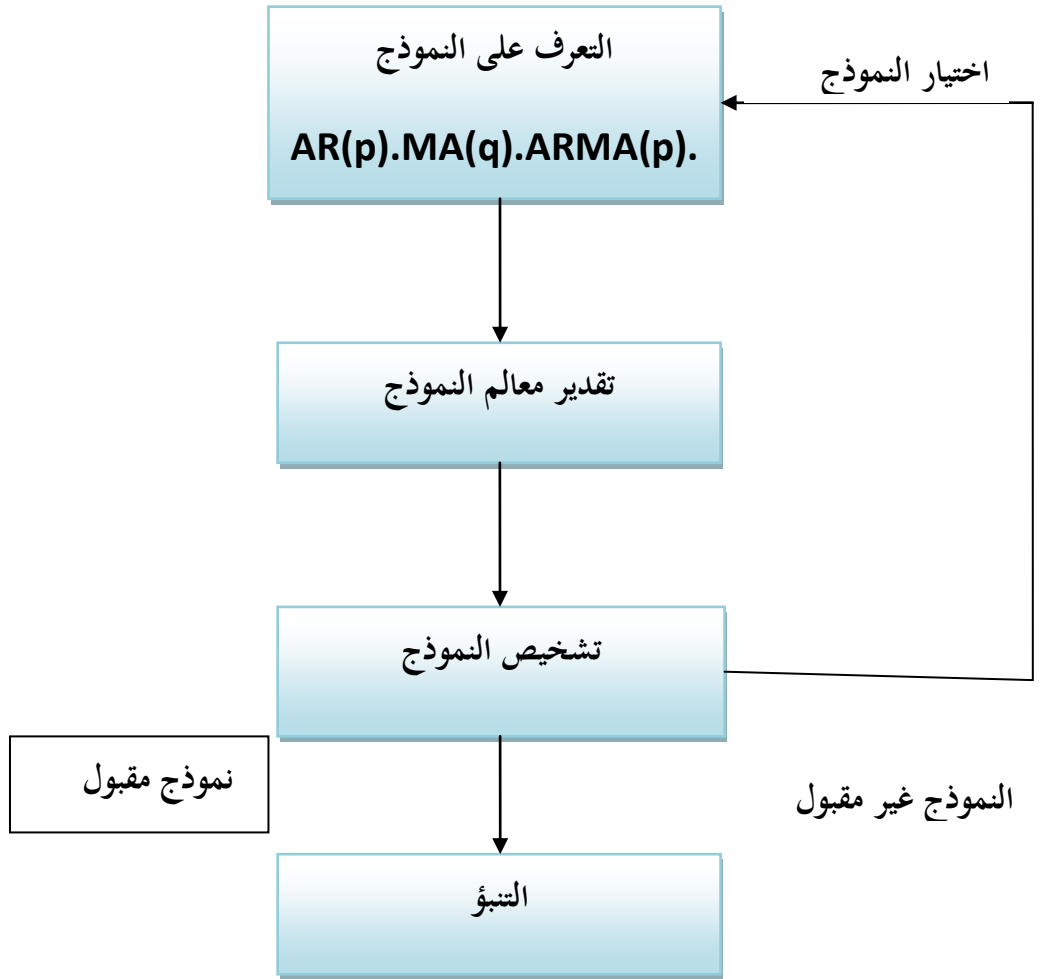 التعرف على النموذج
اختيار النموذج
AR(p).MA(q).ARMA(p).
تقدير معالم النموذج
تشخيص النموذج
نموذج مقبول
النموذج غير مقبول
التنبؤ